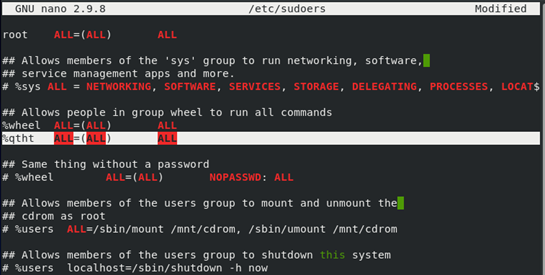 GNU nano 2.9.8 /etc/sudoers Modified
root ALL=(ALL) ALL
## Allows members of the 'sys' group to run networking, software,
## service management apps and more.
# %sys ALL = NETWORKING, SOFTWARE, SERVICES, STORAGE, DELEGATING, PROCESSES, LOCAT$
## Allows people in group wheel to run all commands
%wheel ALL=(ALL) ALL
%qtht ALL=(ALL) ALL
## Same thing without a password
# %wheel ALL=(ALL) NOPASSWD: ALL
## Allows members of the users group to mount and unmount the
## cdrom as root
# %users ALL=/sbin/mount /mnt/cdrom, /sbin/umount /mnt/cdrom
## Allows members of the users group to shutdown this system
# %users localhost=/sbin/shutdown -h now